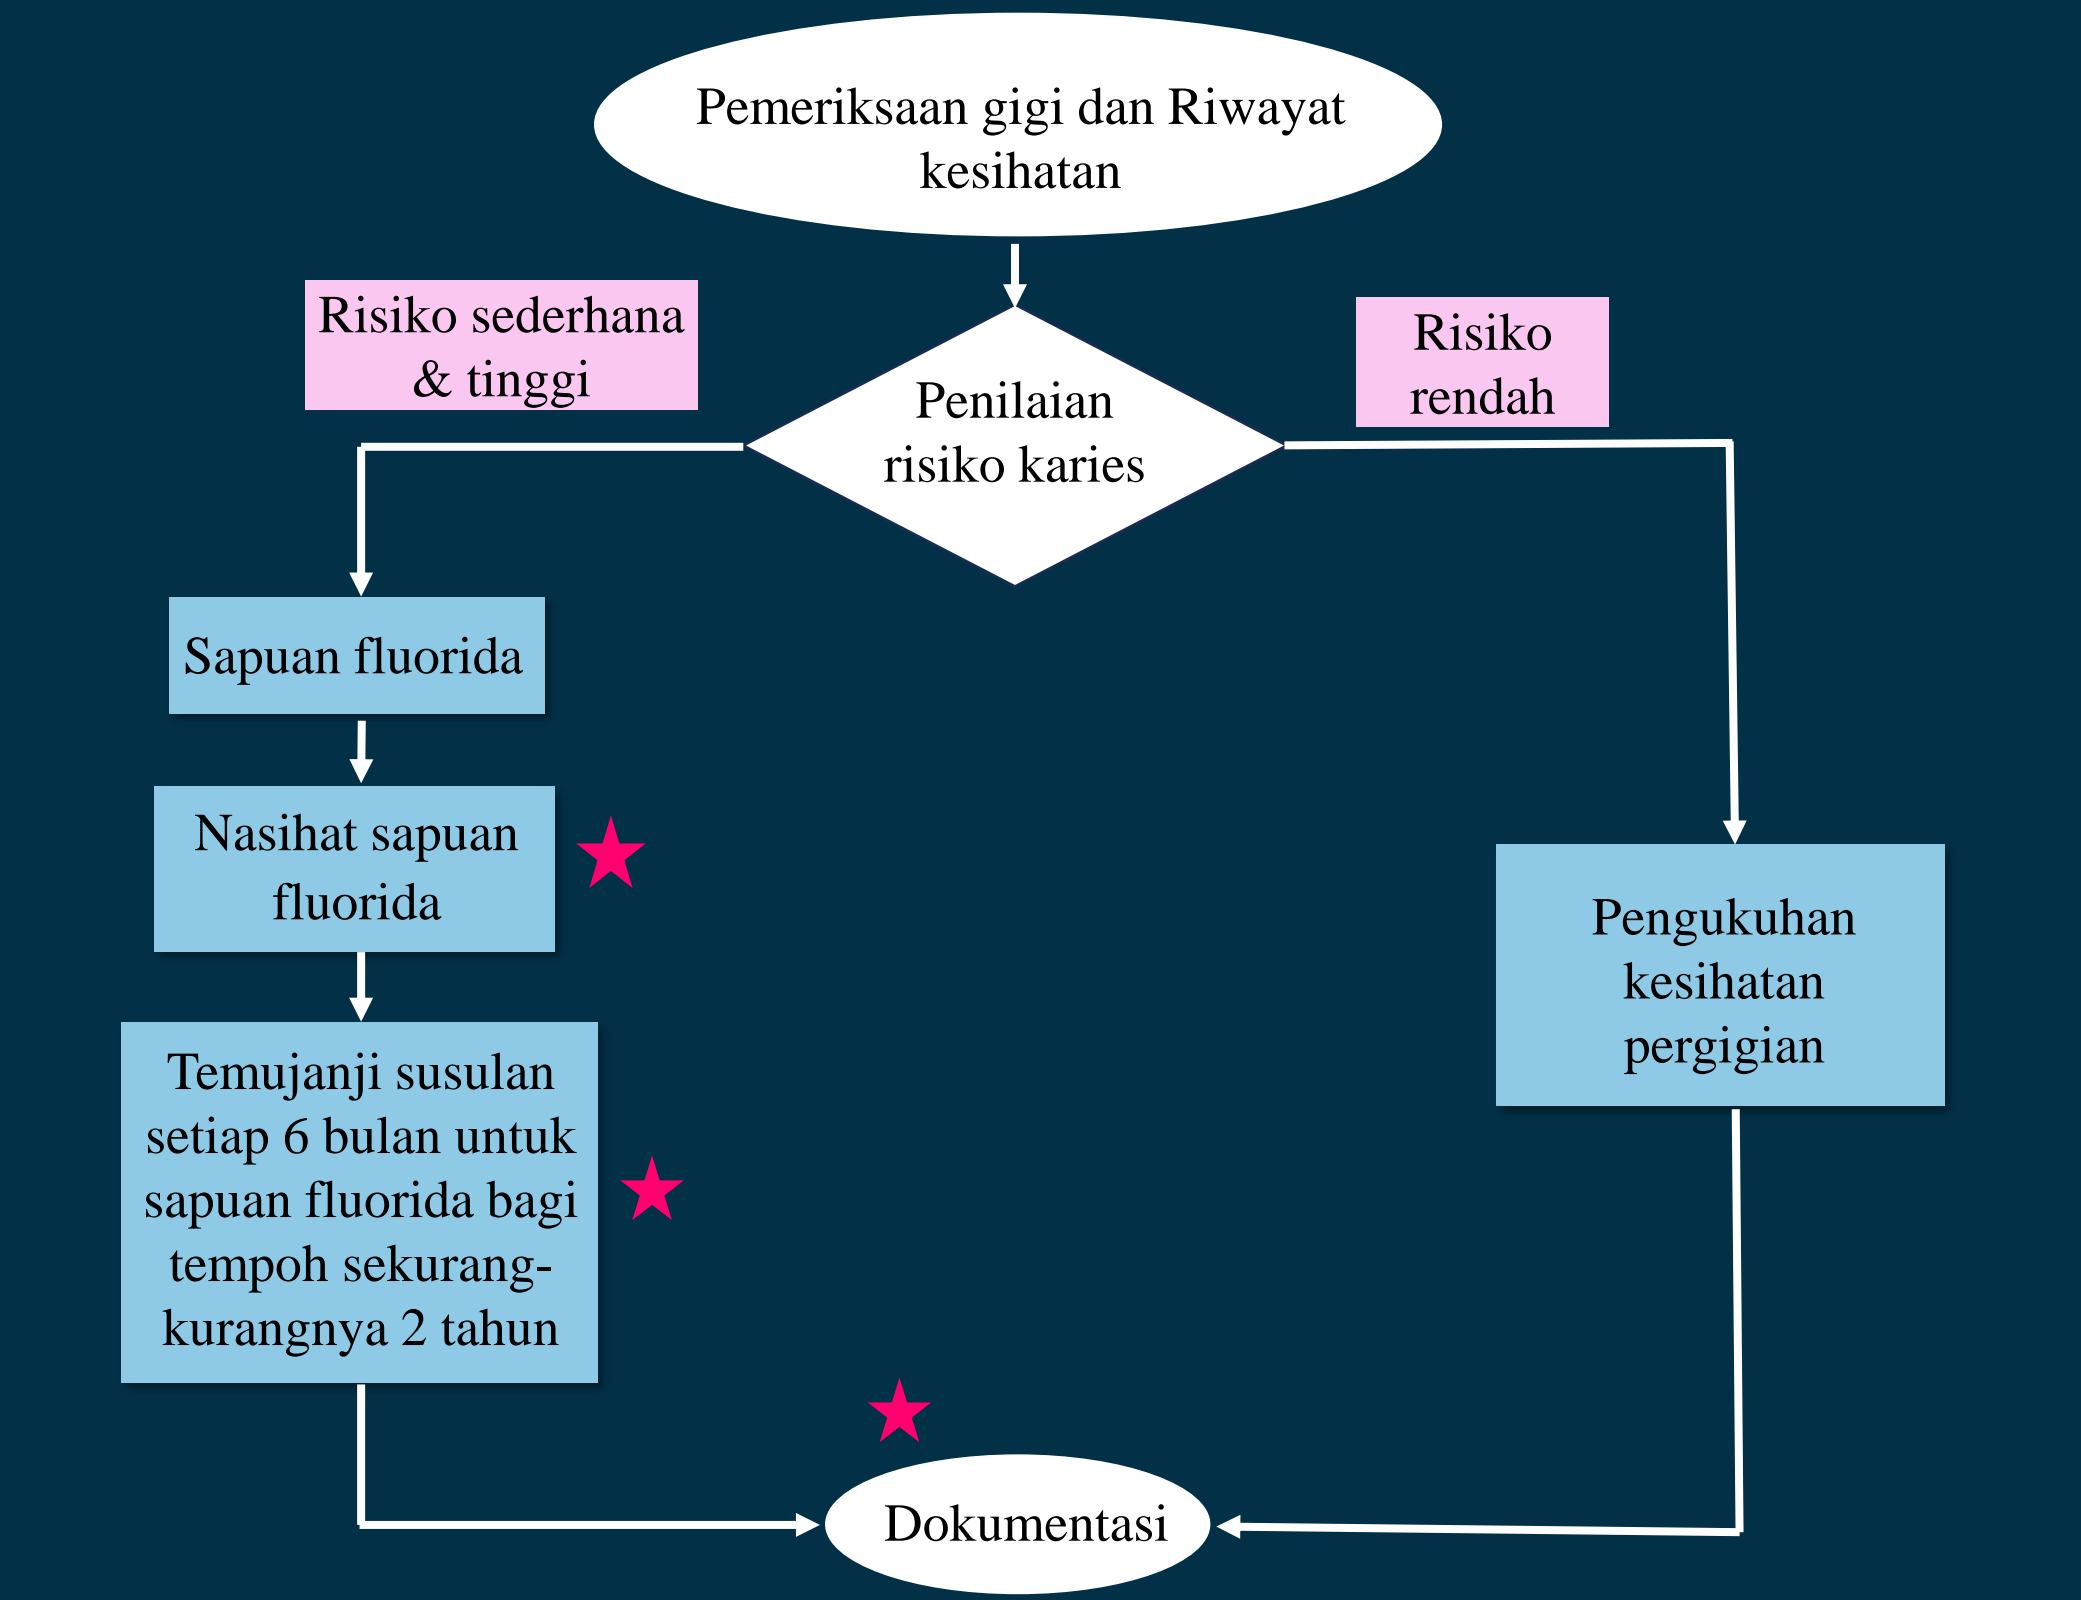 Pemeriksaan gigi dan Riwayat
kesihatan
Risiko sederhana
& tinggi
Risiko
rendah
Penilaian
risiko karies
Sapuan fluorida
Nasihat sapuan
fluorida
Pengukuhan
kesihatan
pergigian
Temujanji susulan
setiap 6 bulan untuk
sapuan fluorida bagi
tempoh sekurang-
kurangnya 2 tahun
Dokumentasi